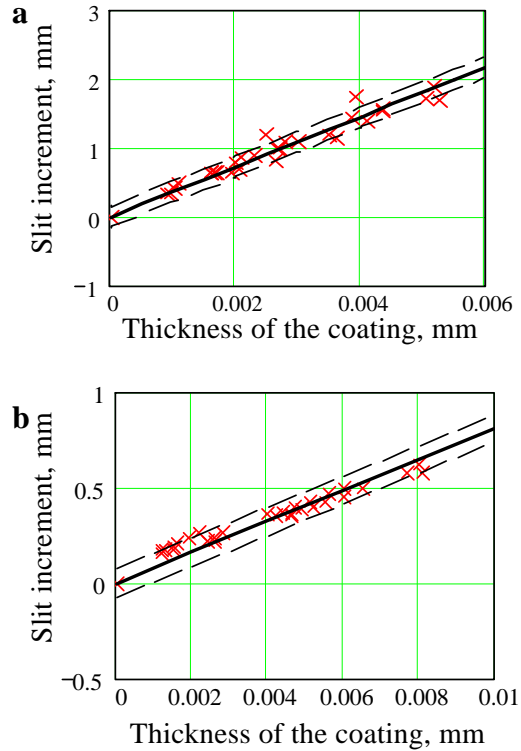 a
3
2
1
0
−1
Slit increment, mm
0 0.002 0.004 0.006
Thickness of the coating, mm
b
1
0.5
0
−0.5
Slit increment, mm
0 0.002 0.004 0.006 0.008 0.01
Thickness of the coating, mm